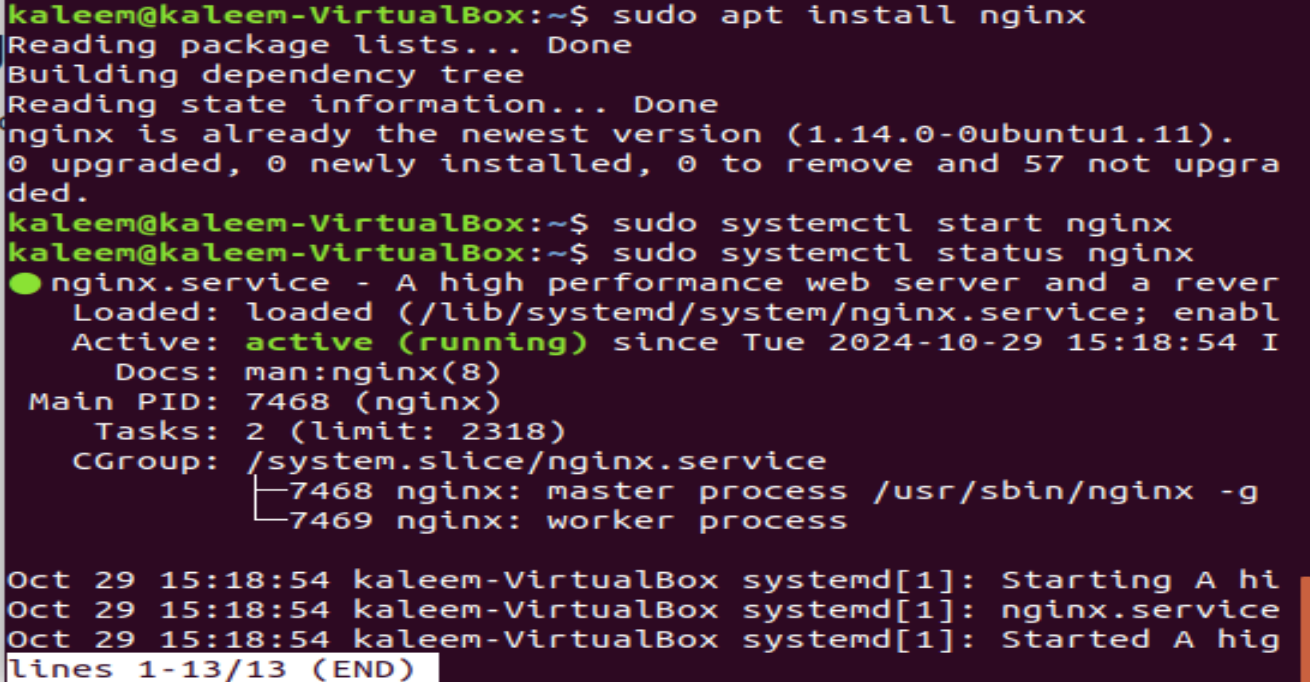 kaleem@kaleem-VirtualBox:~$ sudo apt install nginx
Reading package lists... Done
Building dependency tree
Reading state information... Done
nginx is already the newest version (1.14.0-0ubuntu1.11).
0 upgraded, 0 newly installed, 0 to remove and 57 not upgra
ded.
kaleem@kaleem-VirtualBox:~$ sudo systemctl start nginx
kaleem@kaleem-VirtualBox:~$ sudo systemctl status nginx
● nginx.service - A high performance web server and a rever
   Loaded: loaded (/lib/systemd/system/nginx.service; enabl
   Active: active (running) since Tue 2024-10-29 15:18:54 I
     Docs: man:nginx(8)
 Main PID: 7468 (nginx)
    Tasks: 2 (limit: 2318)
   CGroup: /system.slice/nginx.service
           ├─7468 nginx: master process /usr/sbin/nginx -g
           └─7469 nginx: worker process
Oct 29 15:18:54 kaleem-VirtualBox systemd[1]: Starting A hi
Oct 29 15:18:54 kaleem-VirtualBox systemd[1]: nginx.service
Oct 29 15:18:54 kaleem-VirtualBox systemd[1]: Started A hig
lines 1-13/13 (END)